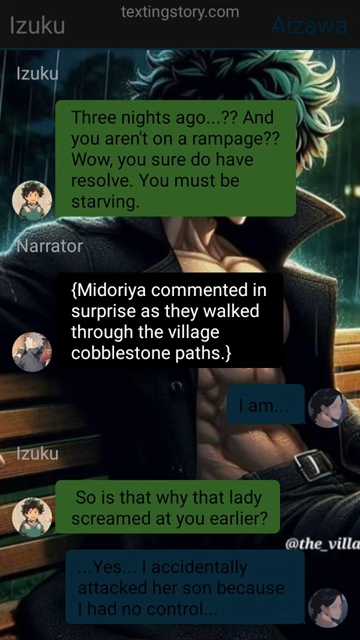 textingstory.com
Izuku
Aizawa
Izuku
Three nights ago...?? And
you aren't on a rampage??
Wow, you sure do have
resolve. You must be
starving.
Narrator
{Midoriya commented in
surprise as they walked
through the village
cobblestone paths.}
I am...
Izuku
So is that why that lady
screamed at you earlier?
@the_villa
...Yes... I accidentally
attacked her son because
I had no control...